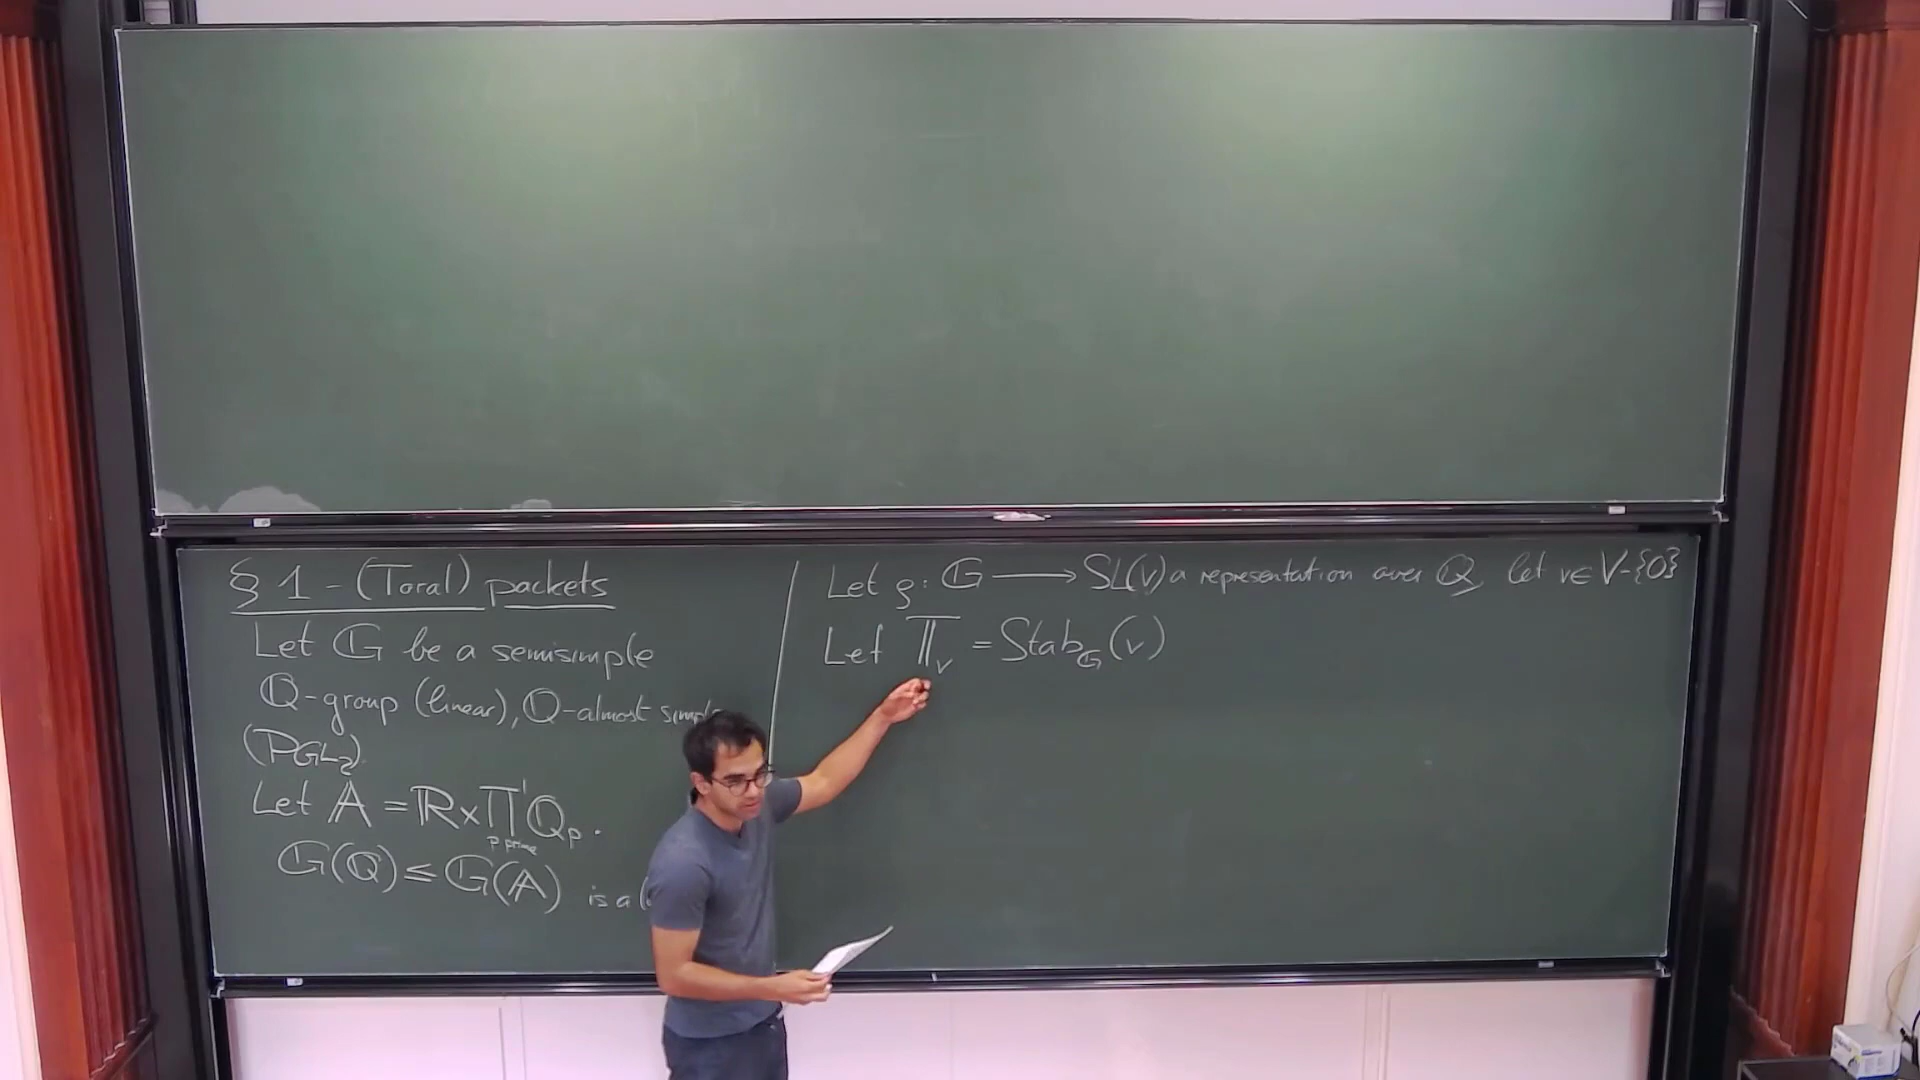 § 1 - (Toral) packets
Let 𝔾 be a semisimple
ℚ-group (linear), ℚ-almost simple
(PGL₂).
Let 𝔸 = ℝ×∏'ℚₚ.
p prime
𝔾(ℚ) ≤ 𝔾(𝔸) is a
Let ρ: 𝔾 ⟶ SL(V) a representation over ℚ, let v∈V-{0}
Let 𝕋ᵥ = Stab_𝔾(v)